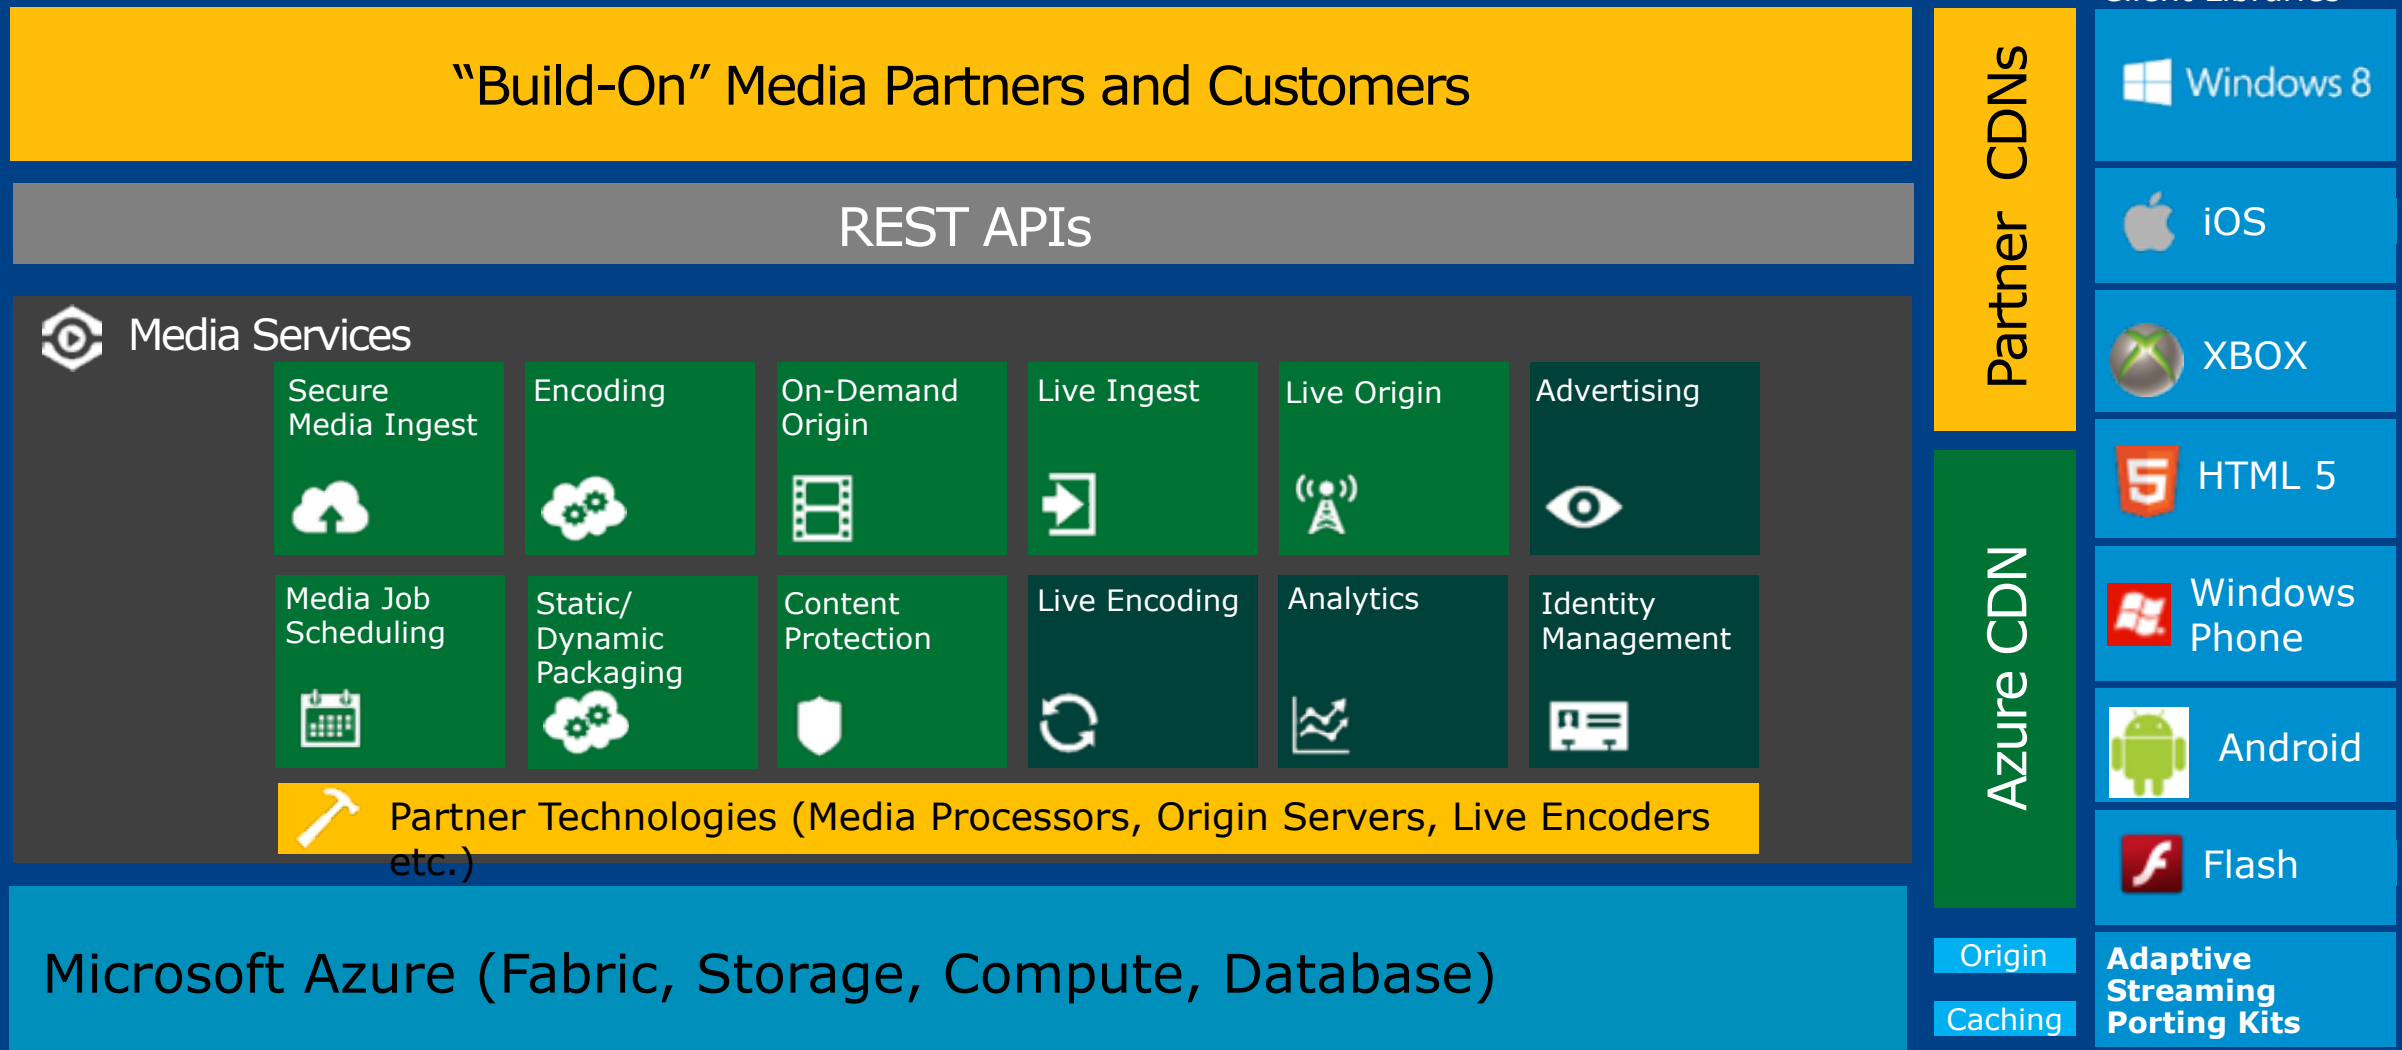 “Build-On” Media Partners and Customers
REST APIs
Media Services
Secure
Media Ingest
Encoding
On-Demand
Origin
Live Ingest
Live Origin
Advertising
Media Job
Scheduling
Static/
Dynamic
Packaging
Content
Protection
Live Encoding
Analytics
Identity
Management
Partner Technologies (Media Processors, Origin Servers, Live Encoders
etc.)
Microsoft Azure (Fabric, Storage, Compute, Database)
Partner CDNs
Azure CDN
Origin
Caching
Client Libraries
Windows 8
iOS
XBOX
HTML 5
Windows
Phone
Android
Flash
Adaptive
Streaming
Porting Kits